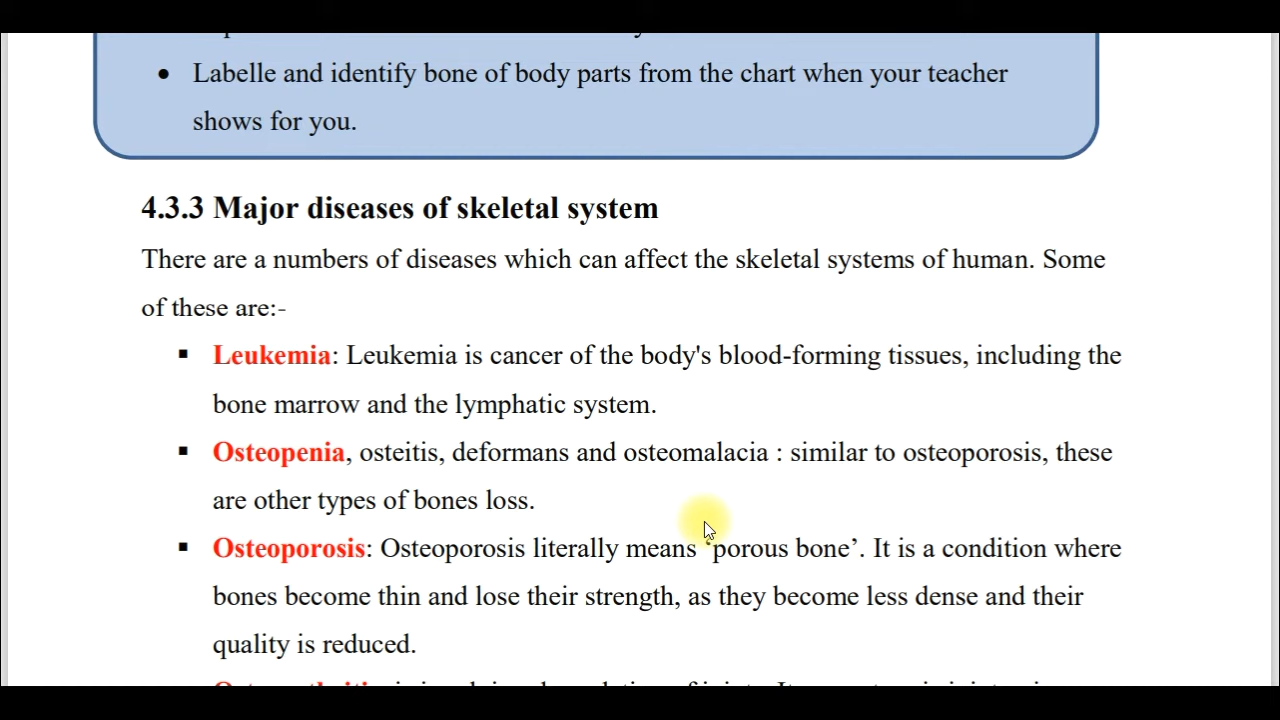 • Labelle and identify bone of body parts from the chart when your teacher
shows for you.
4.3.3 Major diseases of skeletal system
There are a numbers of diseases which can affect the skeletal systems of human. Some
of these are:-
▪ Leukemia: Leukemia is cancer of the body's blood-forming tissues, including the
bone marrow and the lymphatic system.
▪ Osteopenia, osteitis, deformans and osteomalacia : similar to osteoporosis, these
are other types of bones loss.
▪ Osteoporosis: Osteoporosis literally means ‘porous bone’. It is a condition where
bones become thin and lose their strength, as they become less dense and their
quality is reduced.